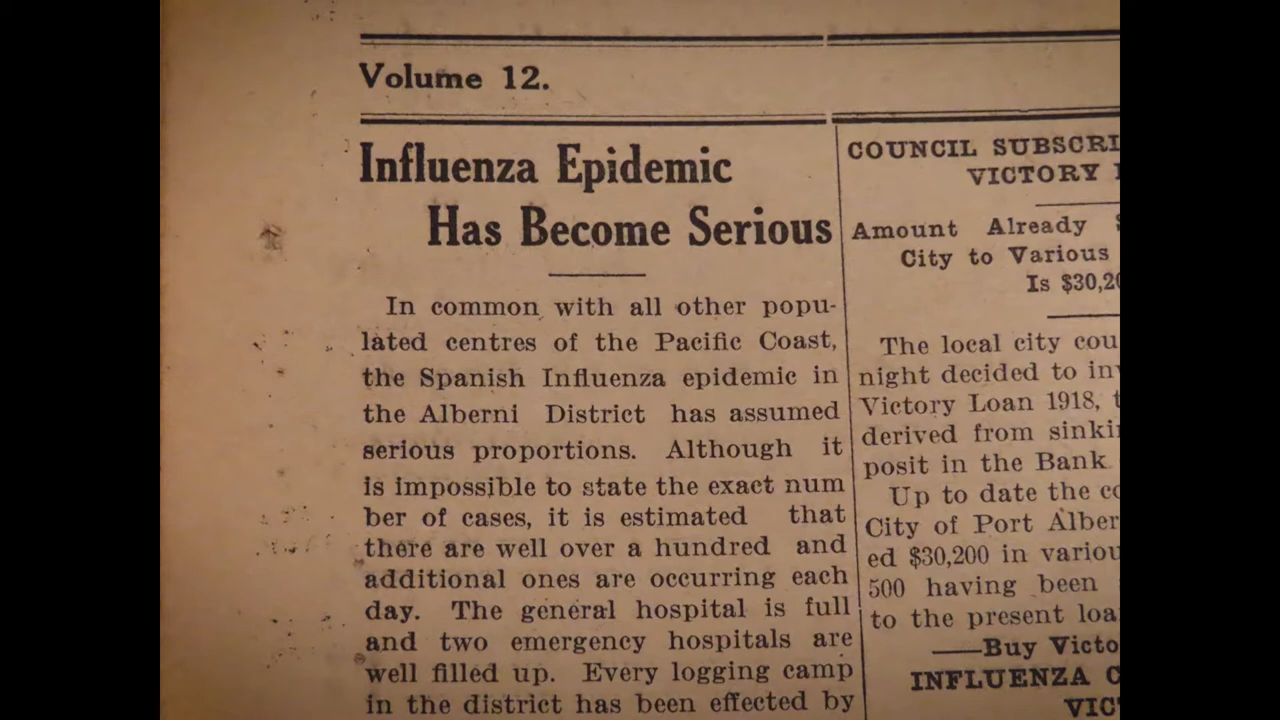 Volume 12.
Influenza Epidemic
Has Become Serious
In common with all other popu-
lated centres of the Pacific Coast,
the Spanish Influenza epidemic in
the Alberni District has assumed
serious proportions. Although it
is impossible to state the exact num
ber of cases, it is estimated that
there are well over a hundred and
additional ones are occurring each
day. The general hospital is full
and two emergency hospitals are
well filled up. Every logging camp
in the district has been effected by
COUNCIL SUBSCRI
VICTORY
Amount Already
City to Various
Is $30,20
The local city cou
night decided to in
Victory Loan 1918,
derived from sinki
posit in the Bank
Up to date the co
City of Port Alber
ed $30,200 in variou
500 having been
to the present loa
—Buy Victo
INFLUENZA C
VIC